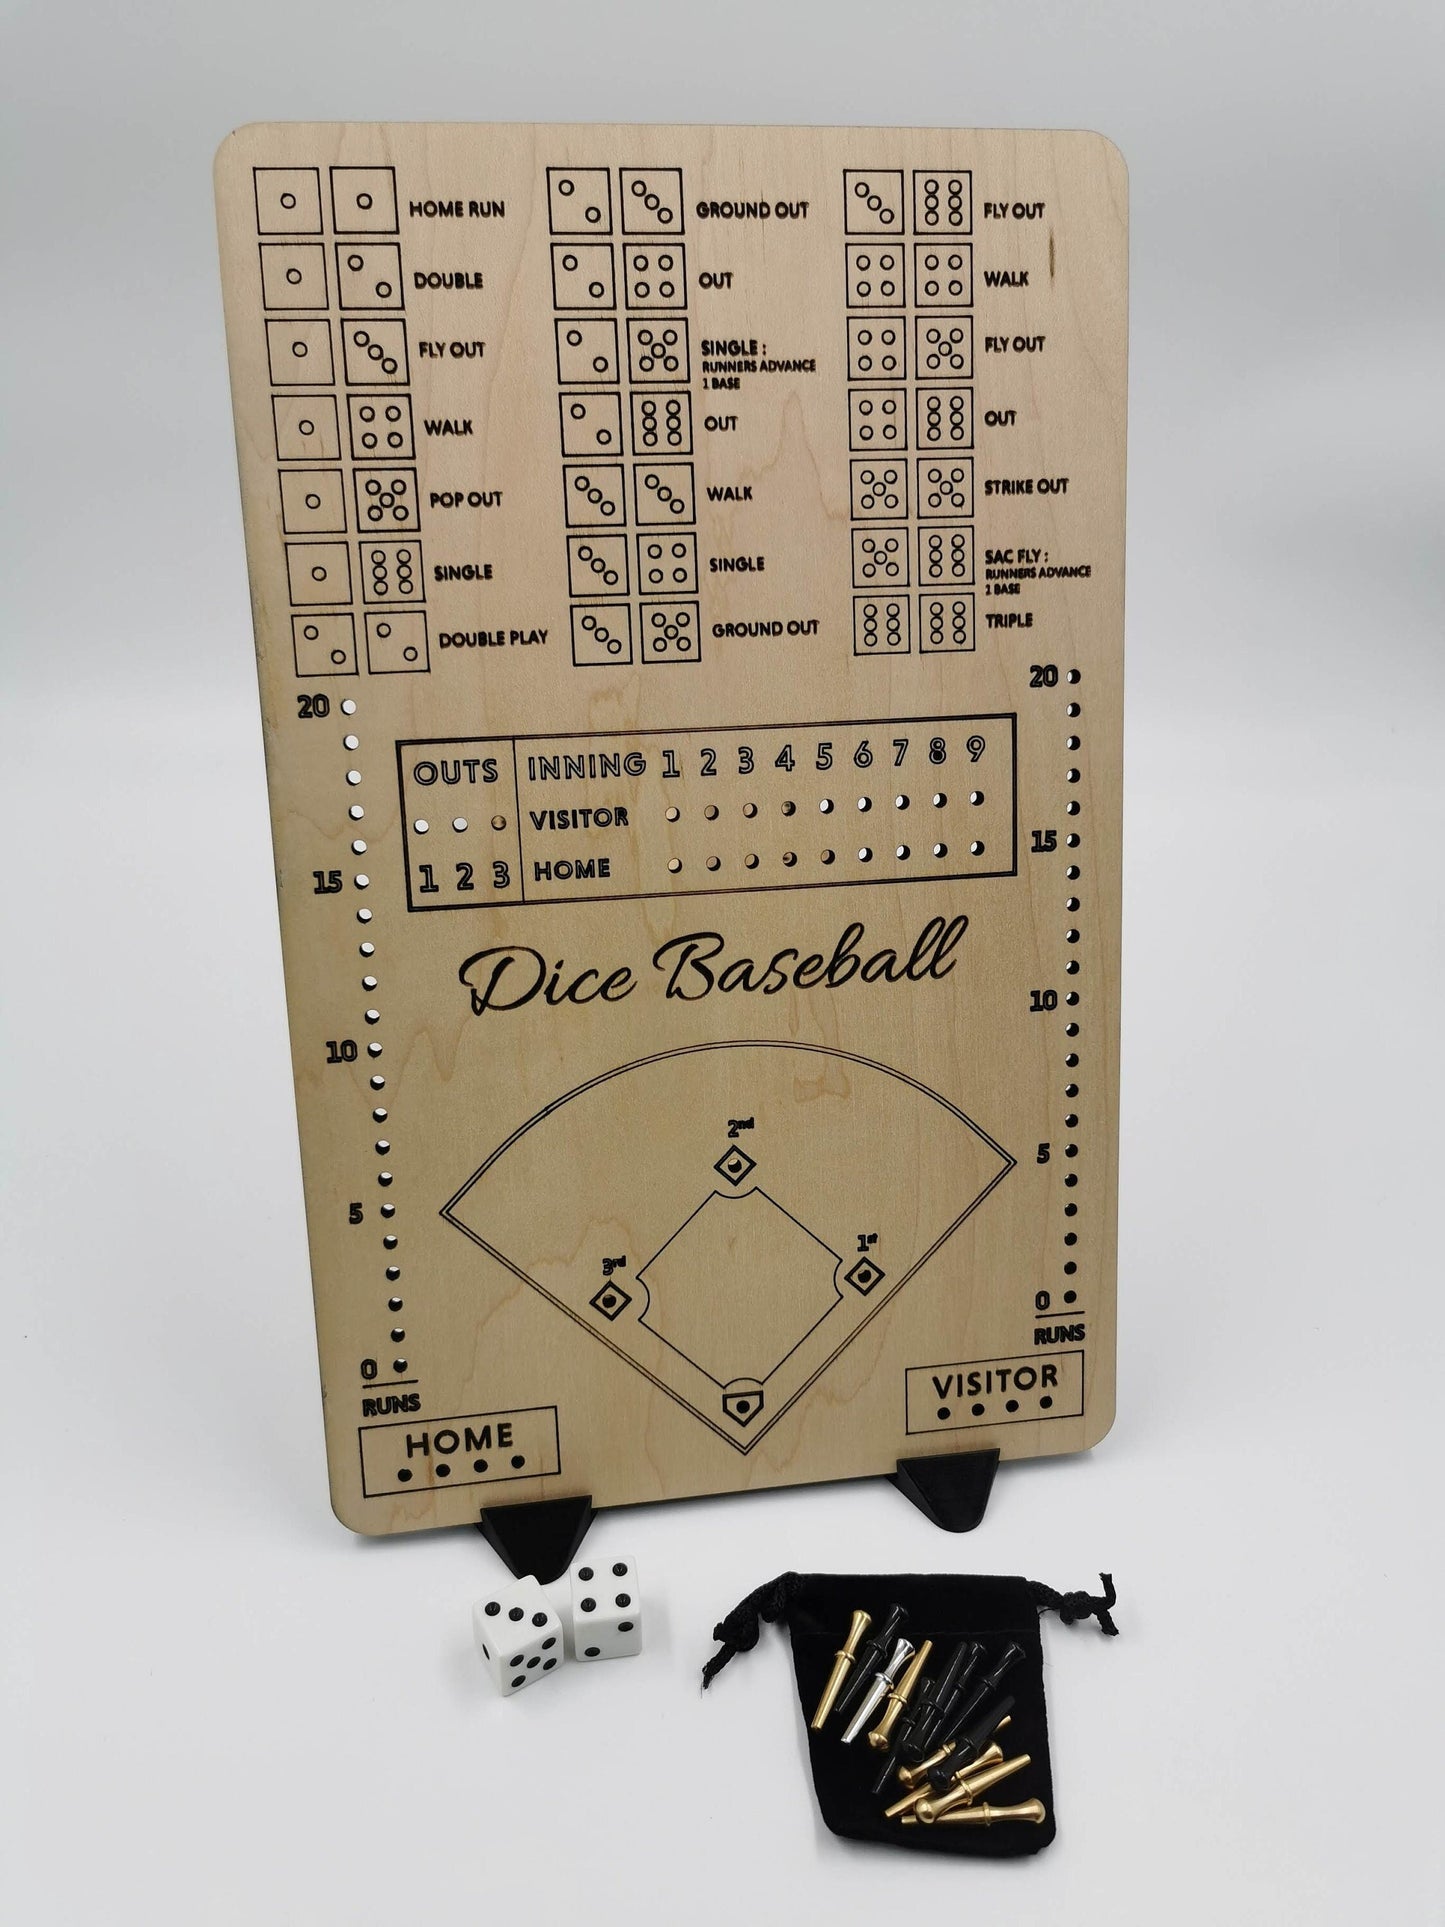 HOME RUN
DOUBLE
FLY OUT
WALK
POP OUT
SINGLE
DOUBLE PLAY
GROUND OUT
OUT
SINGLE :
RUNNERS ADVANCE
1 BASE
OUT
WALK
SINGLE
GROUND OUT
FLY OUT
WALK
FLY OUT
OUT
STRIKE OUT
SAC FLY :
RUNNERS ADVANCE
1 BASE
TRIPLE
20
15
10
5
0
RUNS
HOME
OUTS
1 2 3
INNING 1 2 3 4 5 6 7 8 9
VISITOR
HOME
Dice Baseball
2nd
3rd
1st
20
15
10
5
0
RUNS
VISITOR